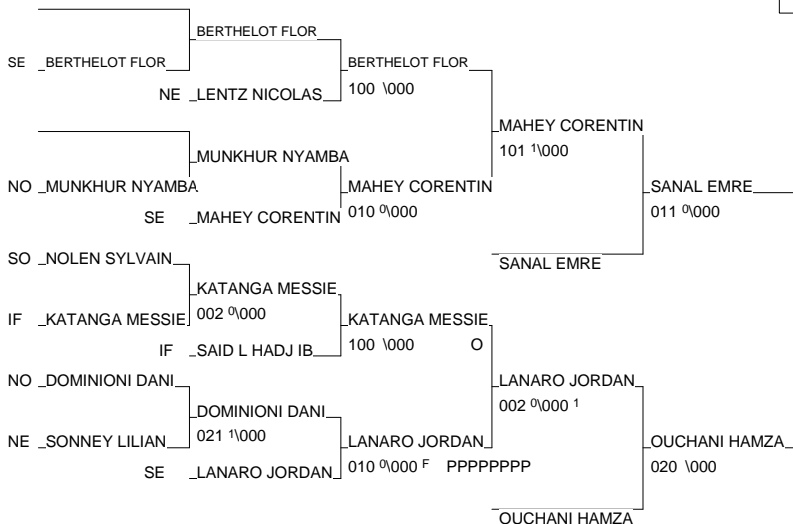 BERTHELOT FLOR
SE BERTHELOT FLOR BERTHELOT FLOR
NE LENTZ NICOLAS 100 \000
MAHEY CORENTIN
101 1\000
MUNKHUR NYAMBA
NO MUNKHUR NYAMBA MAHEY CORENTIN SANAL EMRE
SE MAHEY CORENTIN 010 0\000 011 0\000
SO NOLEN SYLVAIN SANAL EMRE
KATANGA MESSIE
IF KATANGA MESSIE 002 0\000 KATANGA MESSIE
IF SAID L HADJ IB 100 \000 O
NO DOMINIONI DANI LANARO JORDAN
002 0\000 1
DOMINIONI DANI
NE SONNEY LILIAN 021 1\000 LANARO JORDAN OUCHANI HAMZA
SE LANARO JORDAN 010 0\000 F PPPPPPPP 020 \000
OUCHANI HAMZA